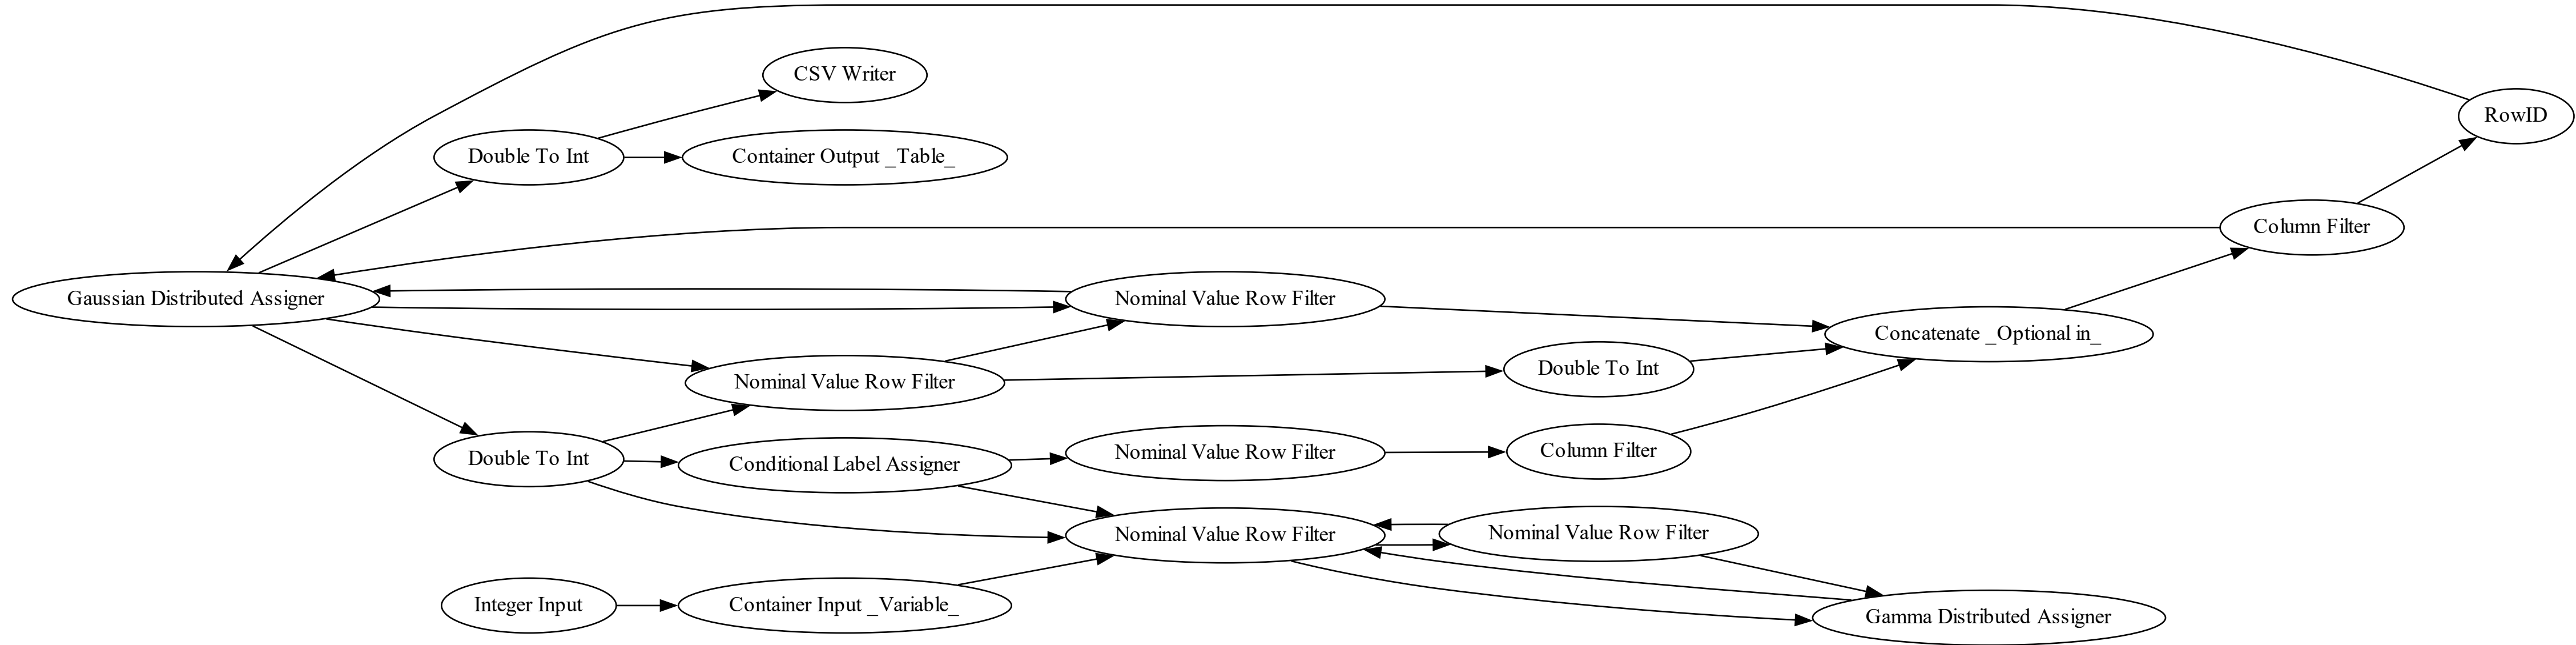 CSV Writer
RowID
Double To Int
Container Output _Table_
Column Filter
Gaussian Distributed Assigner
Nominal Value Row Filter
Concatenate _Optional in_
Nominal Value Row Filter
Double To Int
Double To Int
Conditional Label Assigner
Nominal Value Row Filter
Column Filter
Nominal Value Row Filter
Nominal Value Row Filter
Integer Input
Container Input _Variable_
Gamma Distributed Assigner